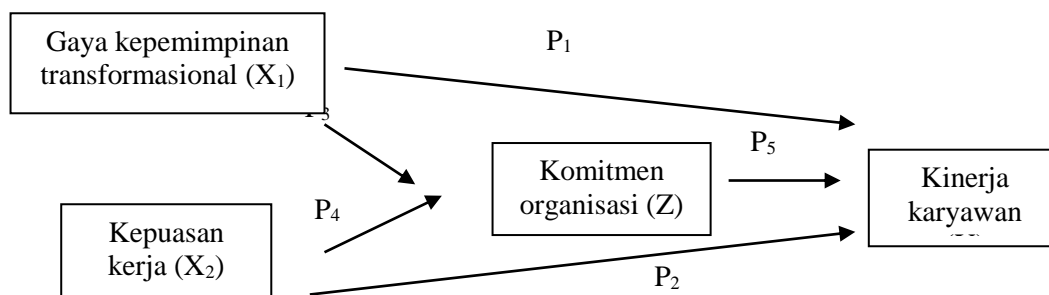 Gaya kepemimpinan
transformasional (X₁)
P₁
P₅
Komitmen
organisasi (Z)
Kinerja
karyawan
P₄
Kepuasan
kerja (X₂)
P₂